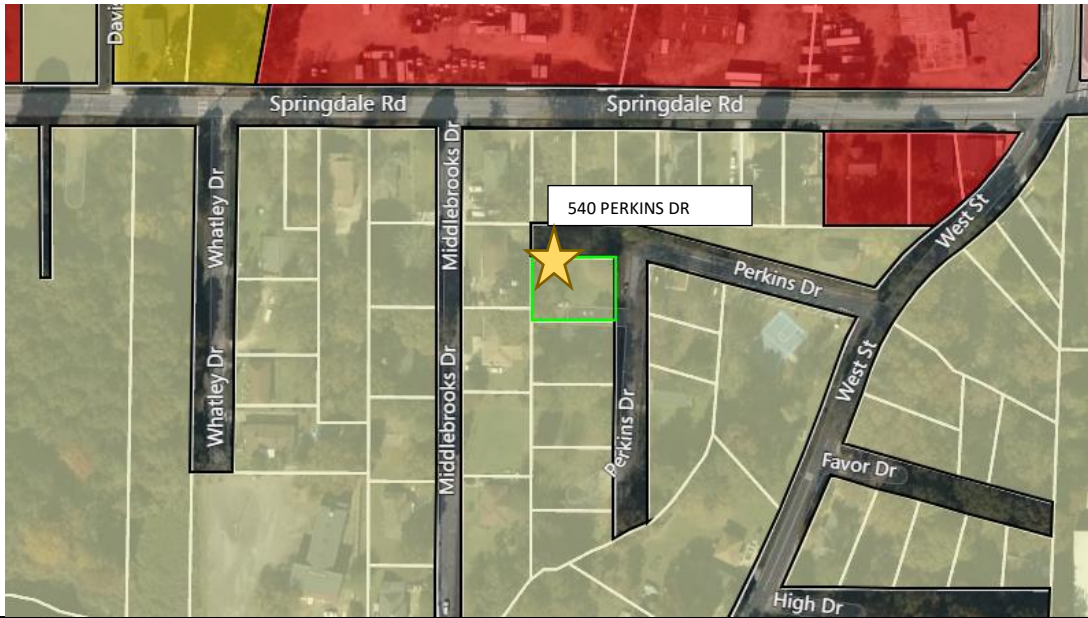 Davis
Springdale Rd
Springdale Rd
Whatley Dr
Middlebrooks Dr
540 PERKINS DR
West St
Perkins Dr
Whatley Dr
Middlebrooks Dr
Perkins Dr
West St
Favor Dr
High Dr